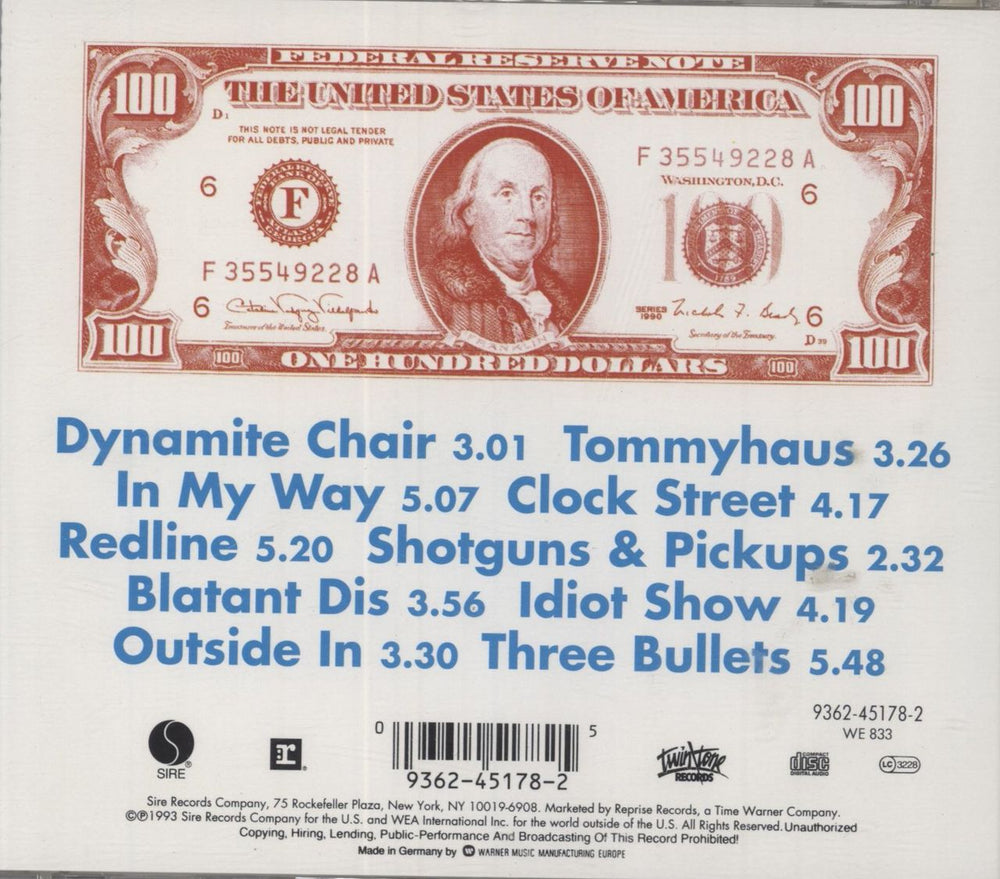 FEDERAL RESERVE NOTE
THE UNITED STATES OF AMERICA
100
100
D1
THIS NOTE IS NOT LEGAL TENDER
FOR ALL DEBTS, PUBLIC AND PRIVATE
F 35549228 A
WASHINGTON, D.C.
6
6
F
100
F 35549228 A
6
Treasurer of the United States.
SERIES
1990
6
Secretary of the Treasury.
D 39
FRANKLIN
100
100
100
ONE HUNDRED DOLLARS
100
Dynamite Chair 3.01 Tommyhaus 3.26
In My Way 5.07 Clock Street 4.17
Redline 5.20 Shotguns & Pickups 2.32
Blatant Dis 3.56 Idiot Show 4.19
Outside In 3.30 Three Bullets 5.48
9362-45178-2
WE 833
SIRE®
r®
0 5
9362-45178-2
twin/tone
RECORDS
COMPACT
disc
DIGITAL AUDIO
LC 3228
Sire Records Company, 75 Rockefeller Plaza, New York, NY 10019-6908. Marketed by Reprise Records, a Time Warner Company.
©℗1993 Sire Records Company for the U.S. and WEA International Inc. for the world outside of the U.S. All Rights Reserved. Unauthorized
Copying, Hiring, Lending, Public-Performance And Broadcasting Of This Record Prohibited!
Made in Germany by WARNER MUSIC MANUFACTURING EUROPE